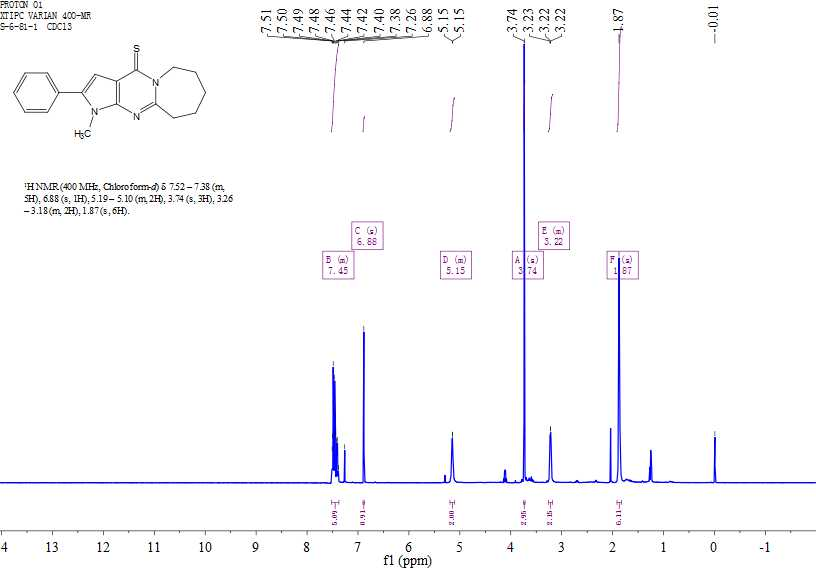 PROTON 01
XTIPC VARIAN 400-MR
S-6-81-1 CDCl3
7.51
7.50
7.49
7.48
7.46
7.44
7.42
7.40
7.38
7.26
6.88
5.15
5.15
3.74
3.23
3.22
3.22
1.87
-0.01
S
N
N
N
H₃C
¹H NMR (400 MHz, Chloroform-d) δ 7.52 – 7.38 (m,
5H), 6.88 (s, 1H), 5.19 – 5.10 (m, 2H), 3.74 (s, 3H), 3.26
– 3.18 (m, 2H), 1.87 (s, 6H).
C (s)
6.88
E (m)
3.22
B (m)
7.45
D (m)
5.15
A (s)
3.74
F (s)
1.87
5.09
0.91
2.00
2.95
2.15
6.11
4 13 12 11 10 9 8 7 6 5 4 3 2 1 0 -1
f1 (ppm)